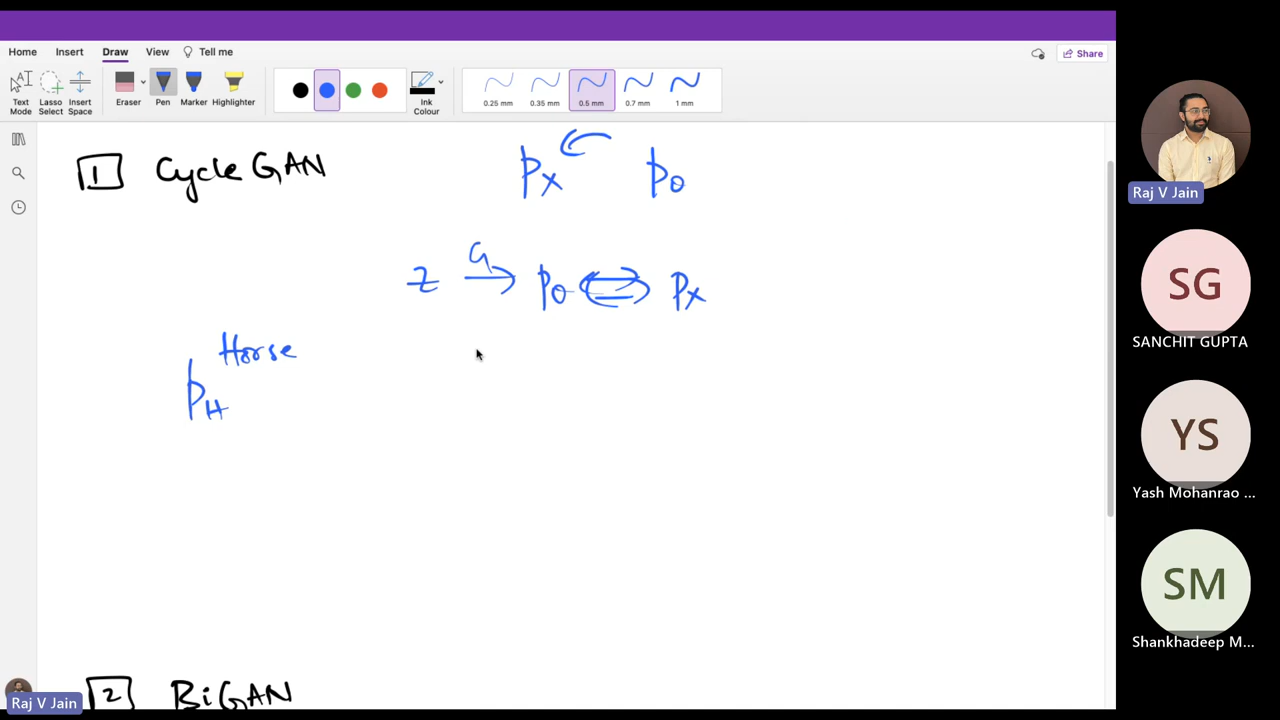 Home Insert Draw View Tell me Share
Text Mode Lasso Select Insert Space Eraser Pen Marker Highlighter Ink Colour 0.25 mm 0.35 mm 0.5 mm 0.7 mm 1 mm
1 CycleGAN pX pθ
z G→ pθ ⇔ pX
Horse
pH
2 BiGAN
Raj V Jain
Raj V Jain
SG
SANCHIT GUPTA
YS
Yash Mohanrao ...
SM
Shankhadeep M...